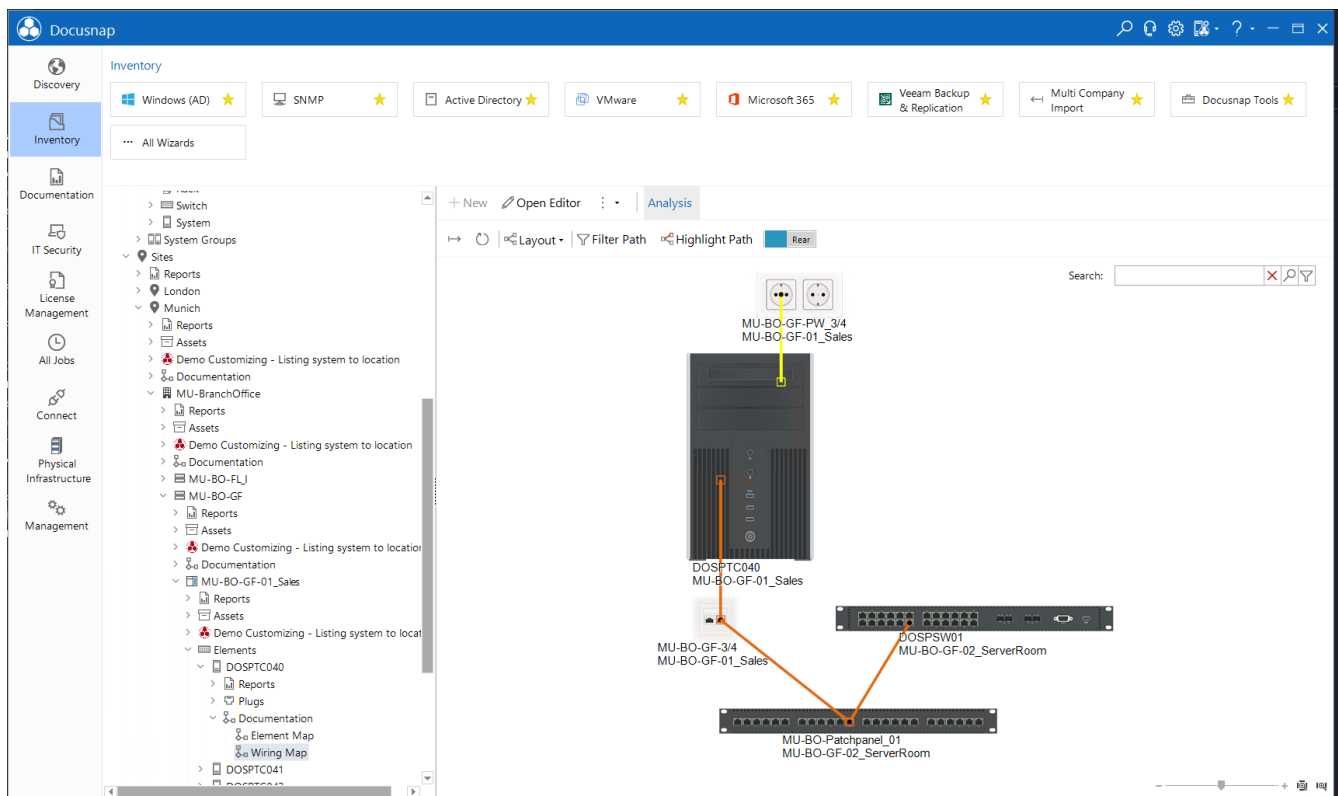 Docusnap
?
Discovery
Inventory
Documentation
IT Security
License
Management
All Jobs
Connect
Physical
Infrastructure
Management
Inventory
Windows (AD)
SNMP
Active Directory
VMware
Microsoft 365
Veeam Backup
& Replication
Multi Company
Import
Docusnap Tools
··· All Wizards
Switch
System
System Groups
Sites
Reports
London
Munich
Reports
Assets
Demo Customizing - Listing system to location
Documentation
MU-BranchOffice
Reports
Assets
Demo Customizing - Listing system to location
Documentation
MU-BO-FL_I
MU-BO-GF
Reports
Assets
Demo Customizing - Listing system to location
Documentation
MU-BO-GF-01_Sales
Reports
Assets
Demo Customizing - Listing system to locat
Elements
DOSPTC040
Reports
Plugs
Documentation
Element Map
Wiring Map
DOSPTC041
+ New Open Editor Analysis
Layout Filter Path Highlight Path Rear
Search:
MU-BO-GF-PW_3/4
MU-BO-GF-01_Sales
DOSPTC040
MU-BO-GF-01_Sales
MU-BO-GF-3/4
MU-BO-GF-01_Sales
DOSPSW01
MU-BO-GF-02_ServerRoom
MU-BO-Patchpanel_01
MU-BO-GF-02_ServerRoom